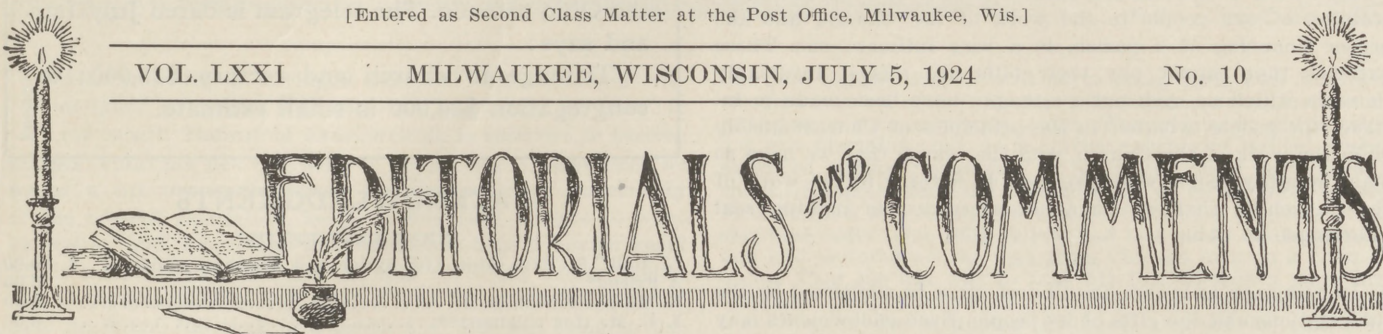 [Entered as Second Class Matter at the Post Office, Milwaukee, Wis.]
VOL. LXXI MILWAUKEE, WISCONSIN, JULY 5, 1924 No. 10
EDITORIALS AND COMMENTS